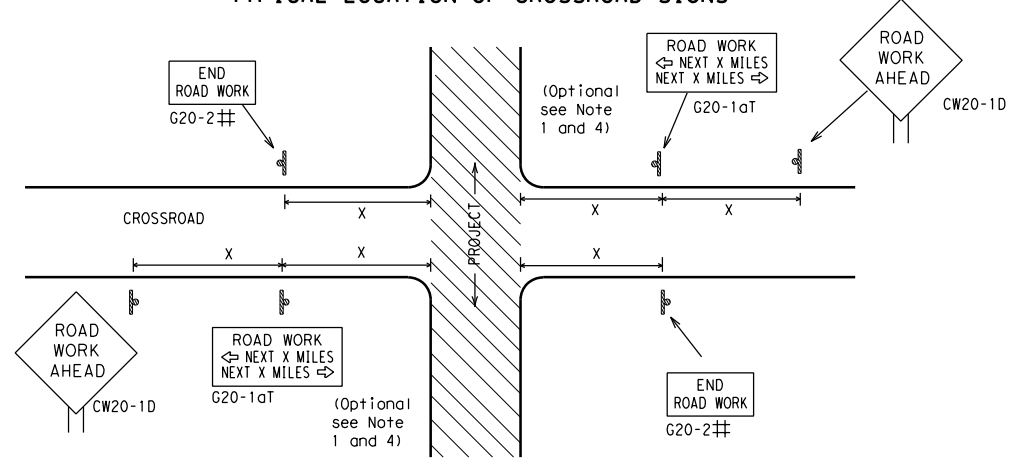 TYPICAL LOCATION OF CROSSROAD SIGNS
END
ROAD WORK
G20-2⌗
(Optional
see Note
1 and 4)
ROAD WORK
⇦ NEXT X MILES
NEXT X MILES ⇨
G20-1aT
ROAD
WORK
AHEAD
CW20-1D
CROSSROAD
X
X
X
PROJECT
X
X
X
ROAD
WORK
AHEAD
CW20-1D
ROAD WORK
⇦ NEXT X MILES
NEXT X MILES ⇨
G20-1aT
(Optional
see Note
1 and 4)
END
ROAD WORK
G20-2⌗